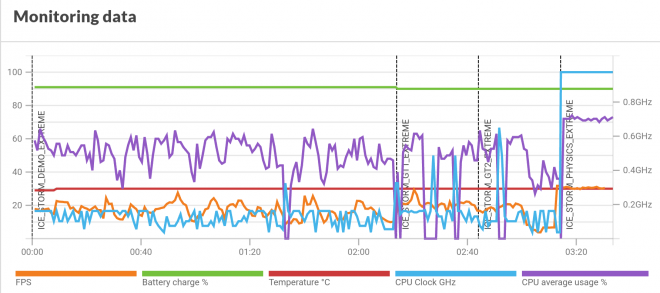 Monitoring data
100
80
60
40
20
0.8GHz
0.6GHz
0.4GHz
0.2GHz
ICE_STORM_DEMO_EXTREME
ICE_STORM_GT1_EXTREME
ICE_STORM_GT2_EXTREME
ICE_STORM_PHYSICS_EXTREME
00:00 00:40 01:20 02:00 02:40 03:20
FPS Battery charge % Temperature °C CPU Clock GHz CPU average usage %